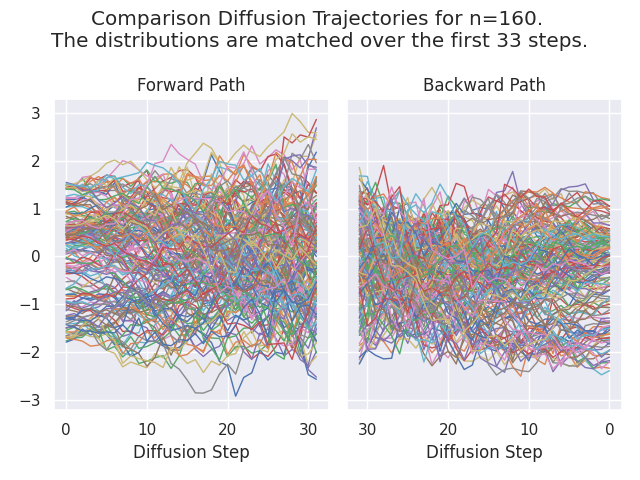 Comparison Diffusion Trajectories for n=160.
The distributions are matched over the first 33 steps.
Forward Path
Backward Path
3
2
1
0
−1
−2
−3
0 10 20 30
30 20 10 0
Diffusion Step
Diffusion Step